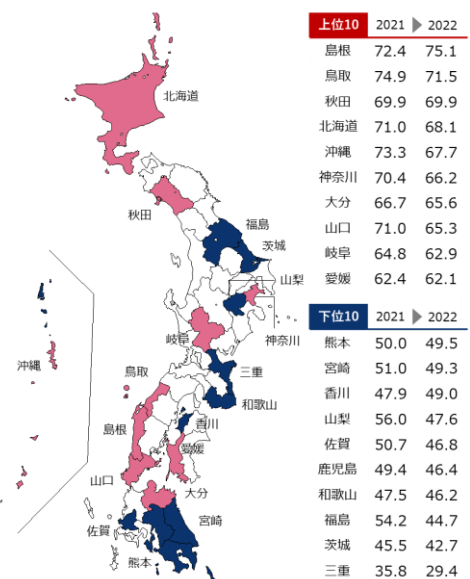 上位10 2021 ▶ 2022
島根 72.4 75.1
鳥取 74.9 71.5
秋田 69.9 69.9
北海道 71.0 68.1
沖縄 73.3 67.7
神奈川 70.4 66.2
大分 66.7 65.6
山口 71.0 65.3
岐阜 64.8 62.9
愛媛 62.4 62.1
下位10 2021 ▶ 2022
熊本 50.0 49.5
宮崎 51.0 49.3
香川 47.9 49.0
山梨 56.0 47.6
佐賀 50.7 46.8
鹿児島 49.4 46.4
和歌山 47.5 46.2
福島 54.2 44.7
茨城 45.5 42.7
三重 35.8 29.4
北海道
秋田
福島
茨城
山梨
神奈川
岐阜
沖縄
鳥取
三重
和歌山
香川
島根
愛媛
山口
大分
佐賀
宮崎
熊本